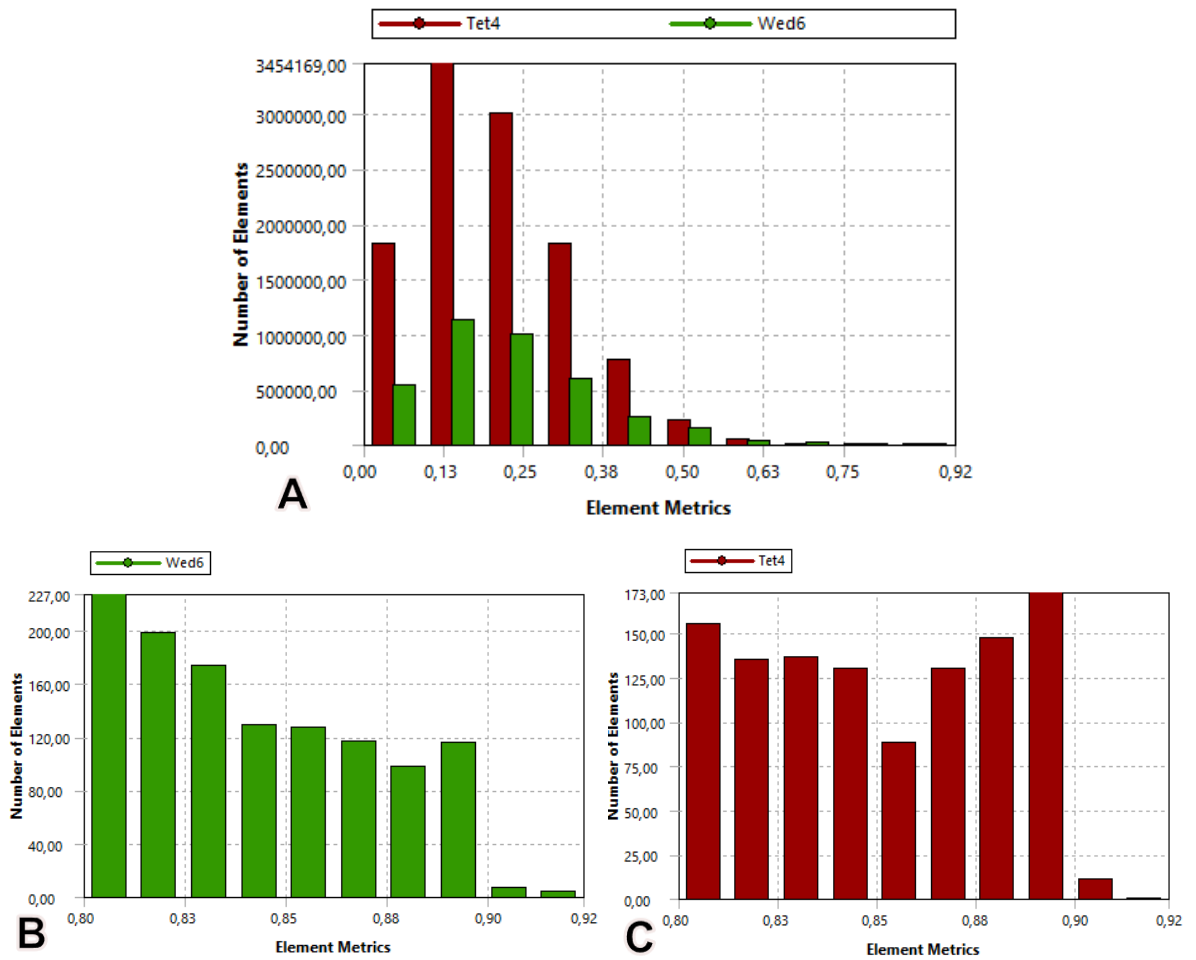 Tet4 Wed6
3454169,00
3000000,00
2500000,00
2000000,00
1500000,00
1000000,00
500000,00
0,00
Number of Elements
0,00 0,13 0,25 0,38 0,50 0,63 0,75 0,92
Element Metrics
A
Wed6
227,00
200,00
160,00
120,00
80,00
40,00
0,00
Number of Elements
0,80 0,83 0,85 0,88 0,90 0,92
Element Metrics
B
Tet4
173,00
150,00
125,00
100,00
75,00
50,00
25,00
0,00
Number of Elements
0,80 0,83 0,85 0,88 0,90 0,92
Element Metrics
C